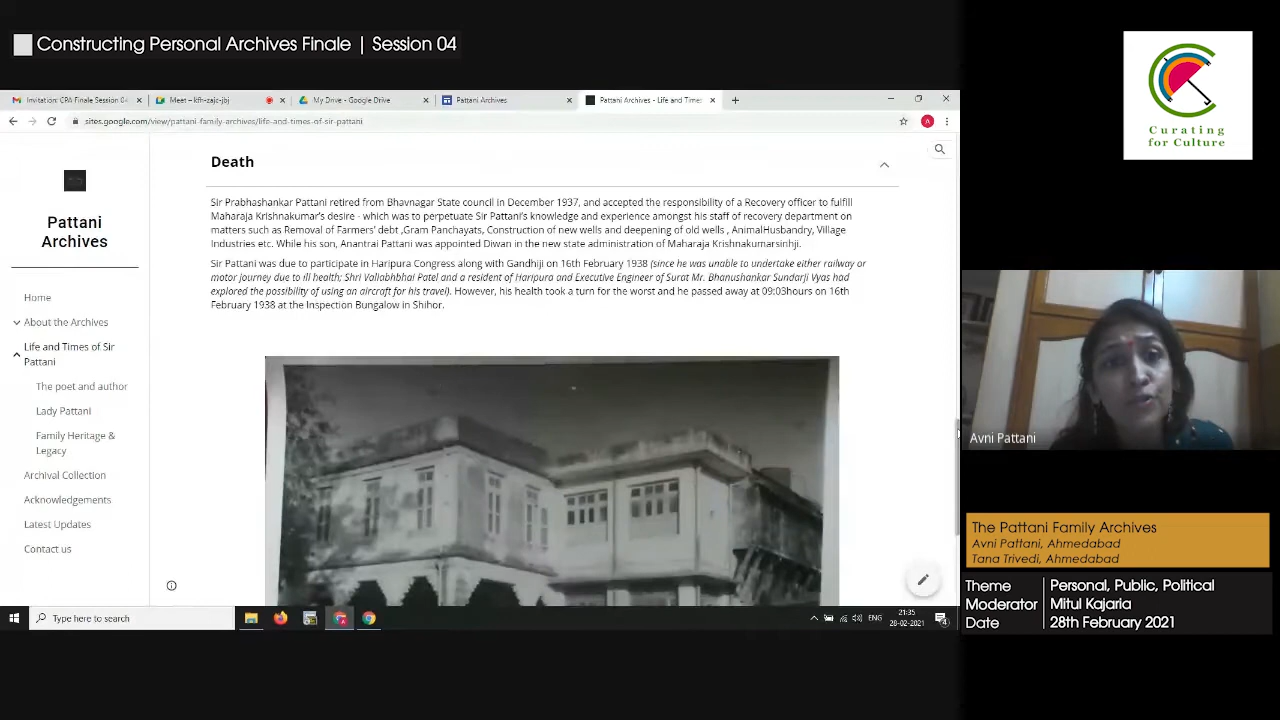 Constructing Personal Archives Finale | Session 04
Curating
for Culture
Invitation: CPA Finale Session 04
Meet – kfh-zajc-jbj
My Drive - Google Drive
Pattani Archives
Pattani Archives - Life and Times
sites.google.com/view/pattani-family-archives/life-and-times-of-sir-pattani
A
Pattani
Archives
Home
About the Archives
Life and Times of Sir
Pattani
The poet and author
Lady Pattani
Family Heritage &
Legacy
Archival Collection
Acknowledgements
Latest Updates
Contact us
Death
Sir Prabhashankar Pattani retired from Bhavnagar State council in December 1937, and accepted the responsibility of a Recovery officer to fulfill
Maharaja Krishnakumar's desire - which was to perpetuate Sir Pattani's knowledge and experience amongst his staff of recovery department on
matters such as Removal of Farmers' debt ,Gram Panchayats, Construction of new wells and deepening of old wells , AnimalHusbandry, Village
Industries etc. While his son, Anantrai Pattani was appointed Diwan in the new state administration of Maharaja Krishnakumarsinhji.
Sir Pattani was due to participate in Haripura Congress along with Gandhiji on 16th February 1938 (since he was unable to undertake either railway or
motor journey due to ill health; Shri Vallabhbhai Patel and a resident of Haripura and Executive Engineer of Surat Mr. Bhanushankar Sundarji Vyas had
explored the possibility of using an aircraft for his travel). However, his health took a turn for the worst and he passed away at 09:03hours on 16th
February 1938 at the Inspection Bungalow in Shihor.
Avni Pattani
The Pattani Family Archives
Avni Pattani, Ahmedabad
Tana Trivedi, Ahmedabad
Theme Personal, Public, Political
Moderator Mitul Kajaria
Date 28th February 2021
Type here to search
ENG
21:35
28-02-2021
4